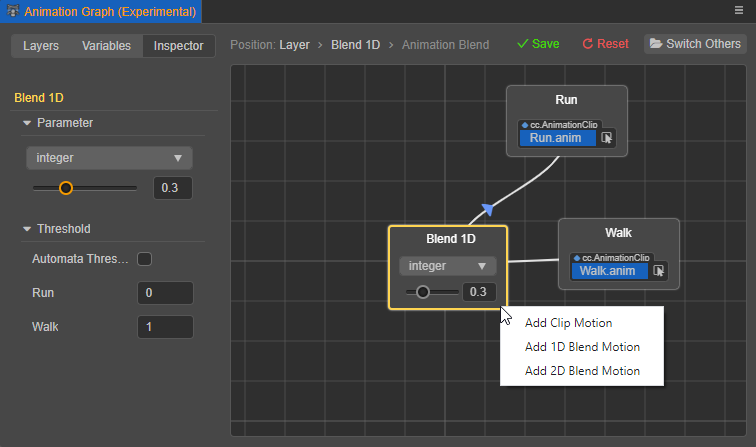 Animation Graph (Experimental)
Layers Variables Inspector
Position: Layer > Blend 1D > Animation Blend
Save Reset Switch Others
Blend 1D
Parameter
integer
0.3
Threshold
Automata Thres...
Run 0
Walk 1
Run
cc.AnimationClip
Run.anim
Blend 1D
integer
0.3
Walk
cc.AnimationClip
Walk.anim
Add Clip Motion
Add 1D Blend Motion
Add 2D Blend Motion